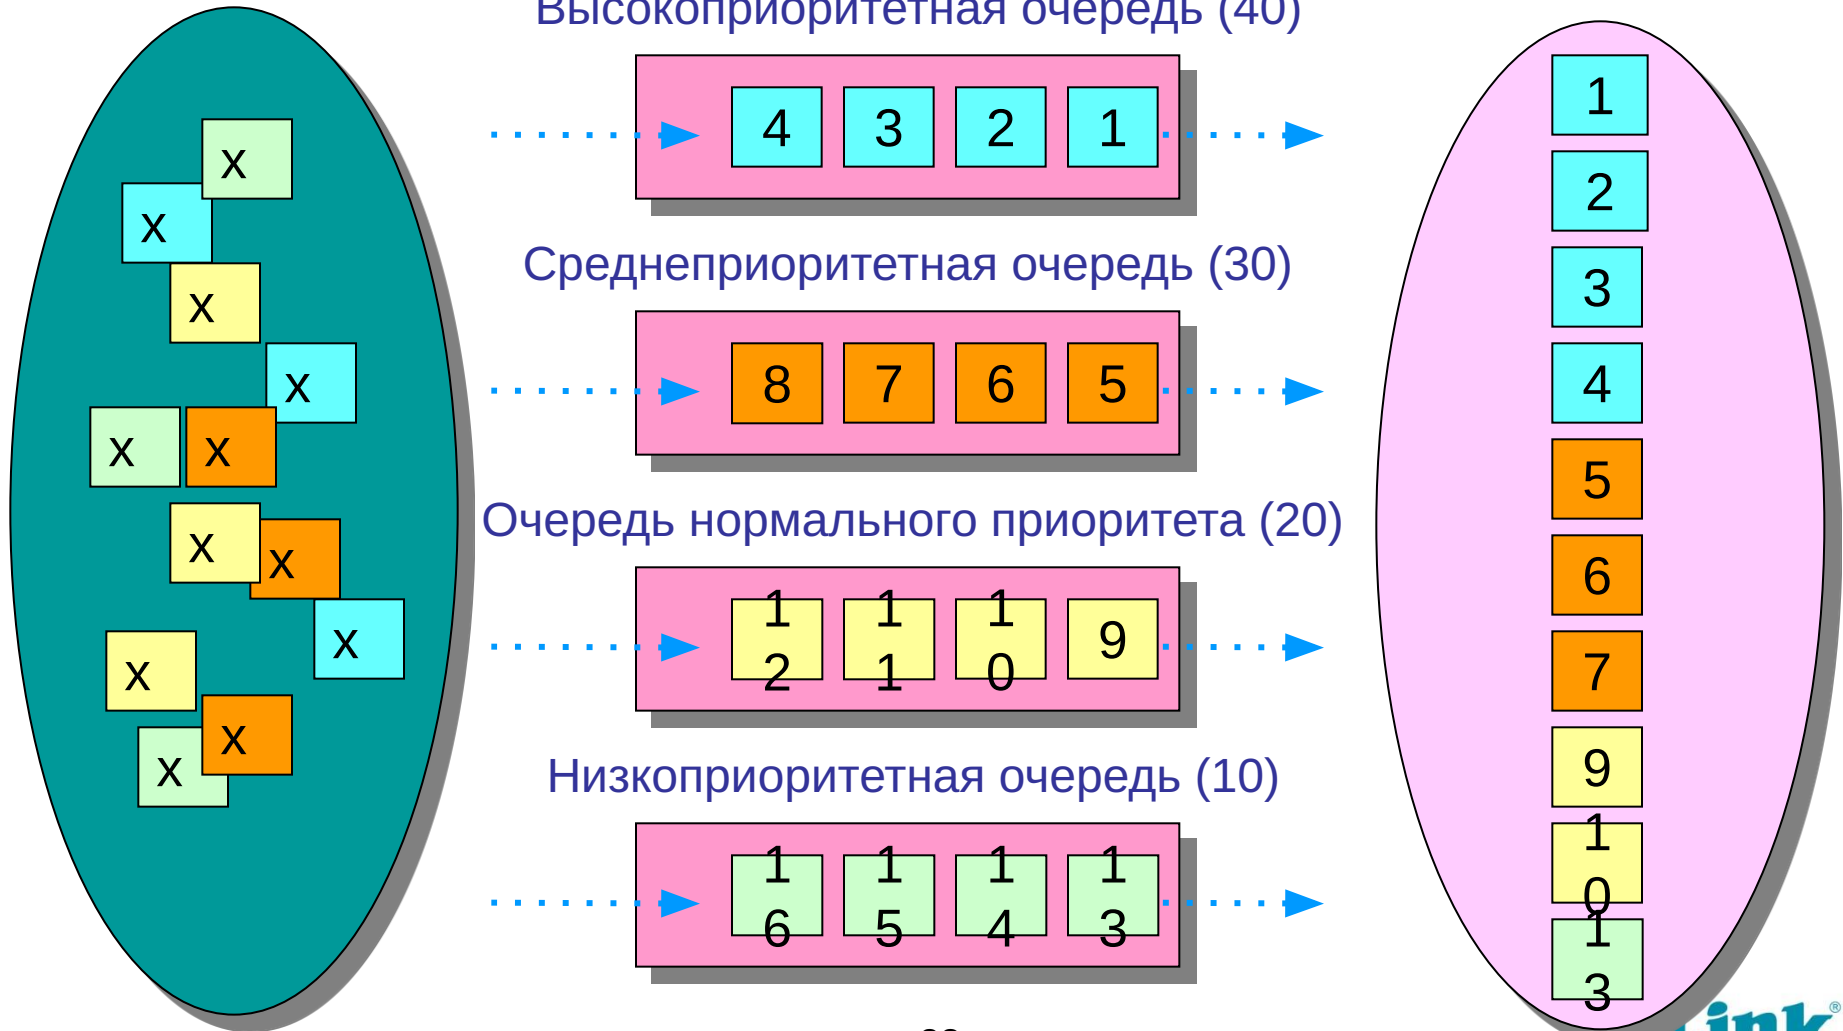 Высокоприоритетная очередь (40)
x
x
x
x
x
x
x
x
x
x
x
x
4 3 2 1
Среднеприоритетная очередь (30)
8 7 6 5
Очередь нормального приоритета (20)
12 11 10 9
Низкоприоритетная очередь (10)
16 15 14 13
1
2
3
4
5
6
7
9
10
13